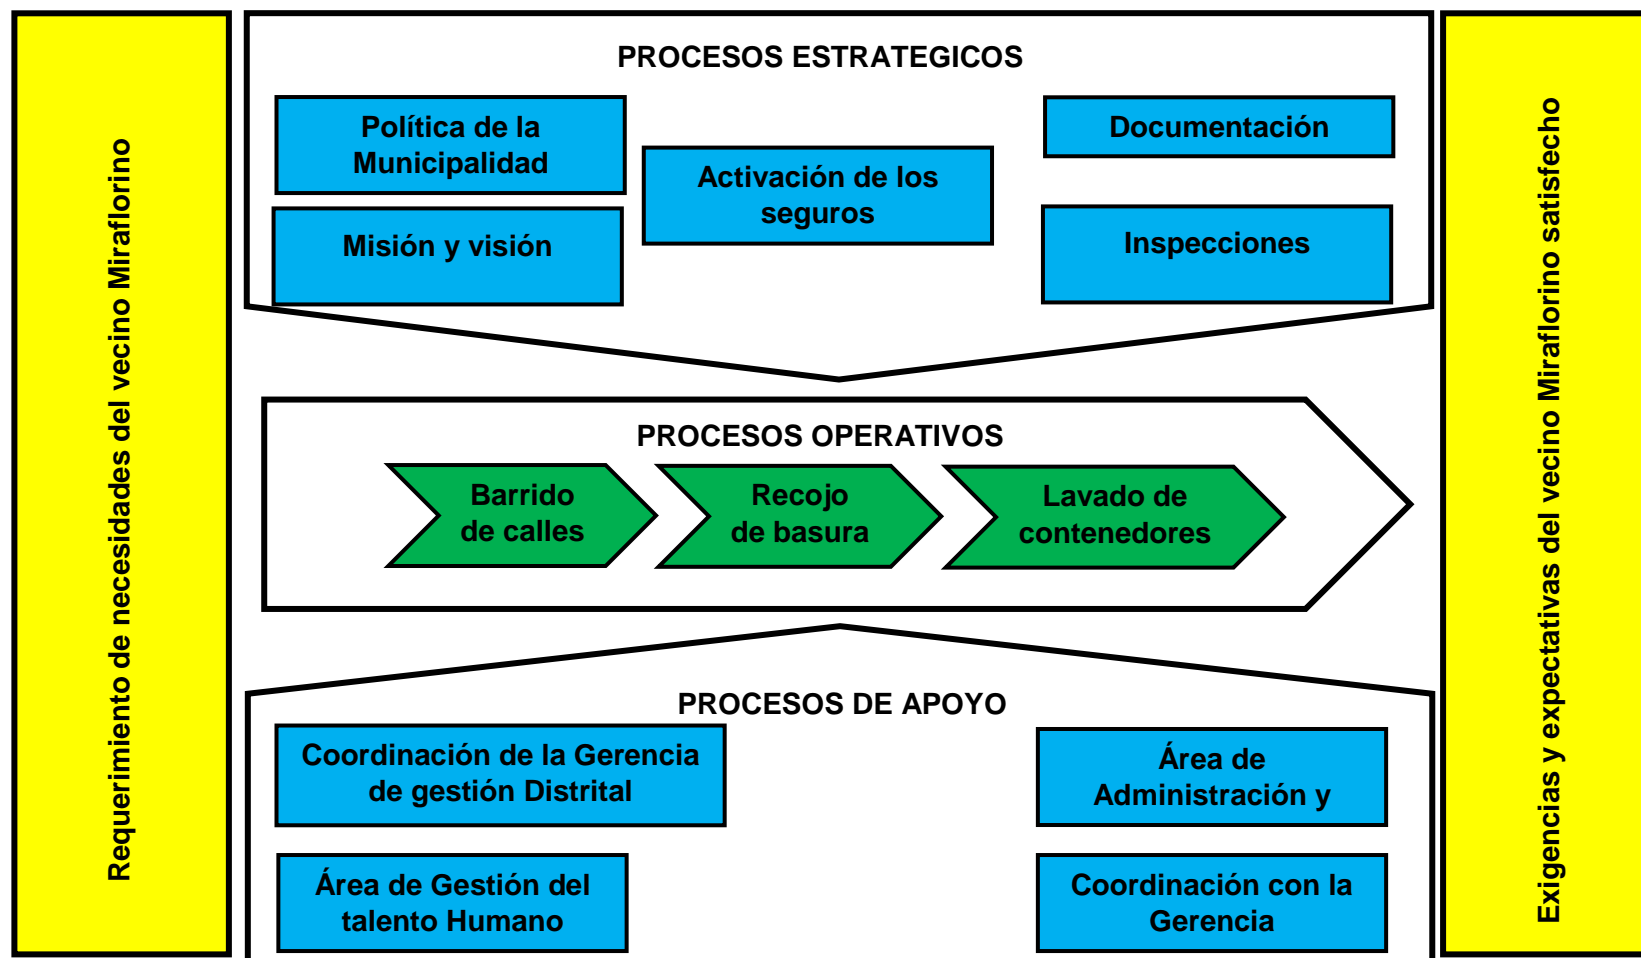 Requerimiento de necesidades del vecino Miraflorino
PROCESOS ESTRATEGICOS
Política de la
Municipalidad
Misión y visión
Activación de los
seguros
Documentación
Inspecciones
PROCESOS OPERATIVOS
Barrido
de calles
Recojo
de basura
Lavado de
contenedores
PROCESOS DE APOYO
Coordinación de la Gerencia
de gestión Distrital
Área de
Administración y
Área de Gestión del
talento Humano
Coordinación con la
Gerencia
Exigencias y expectativas del vecino Miraflorino satisfecho